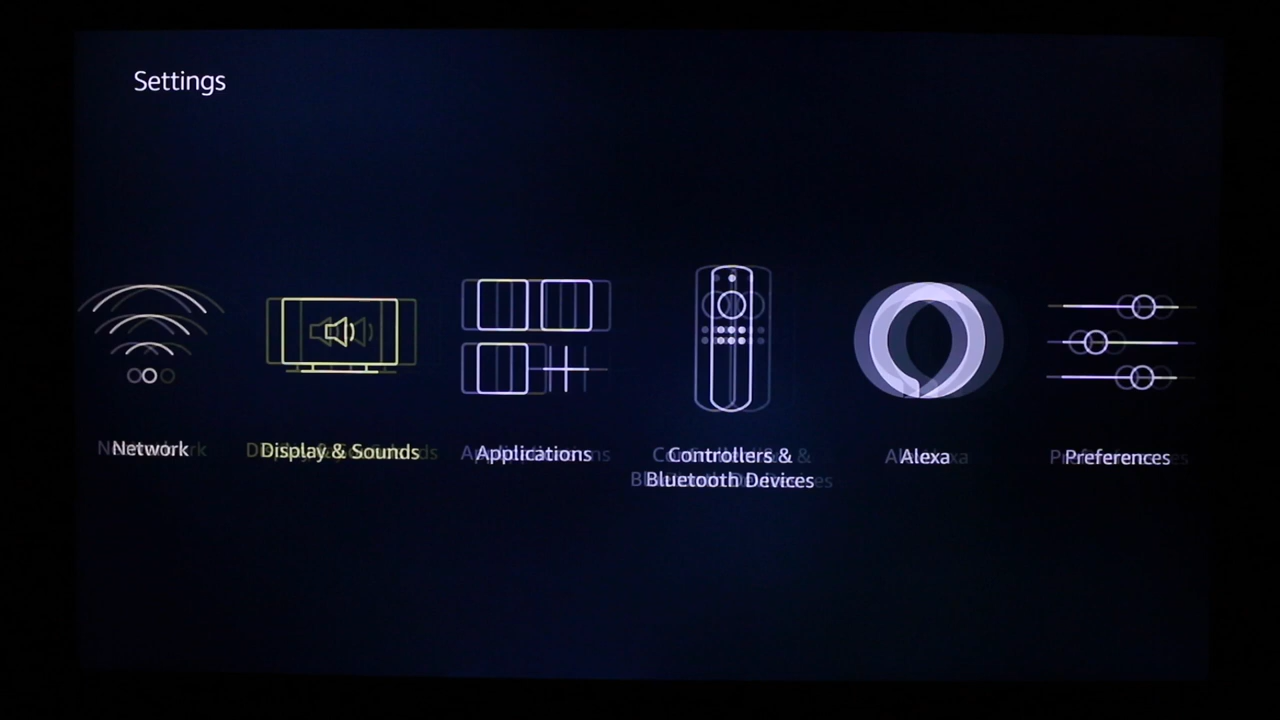 Settings
Network
Display & Sounds
Applications
Controllers &
Bluetooth Devices
Alexa
Preferences